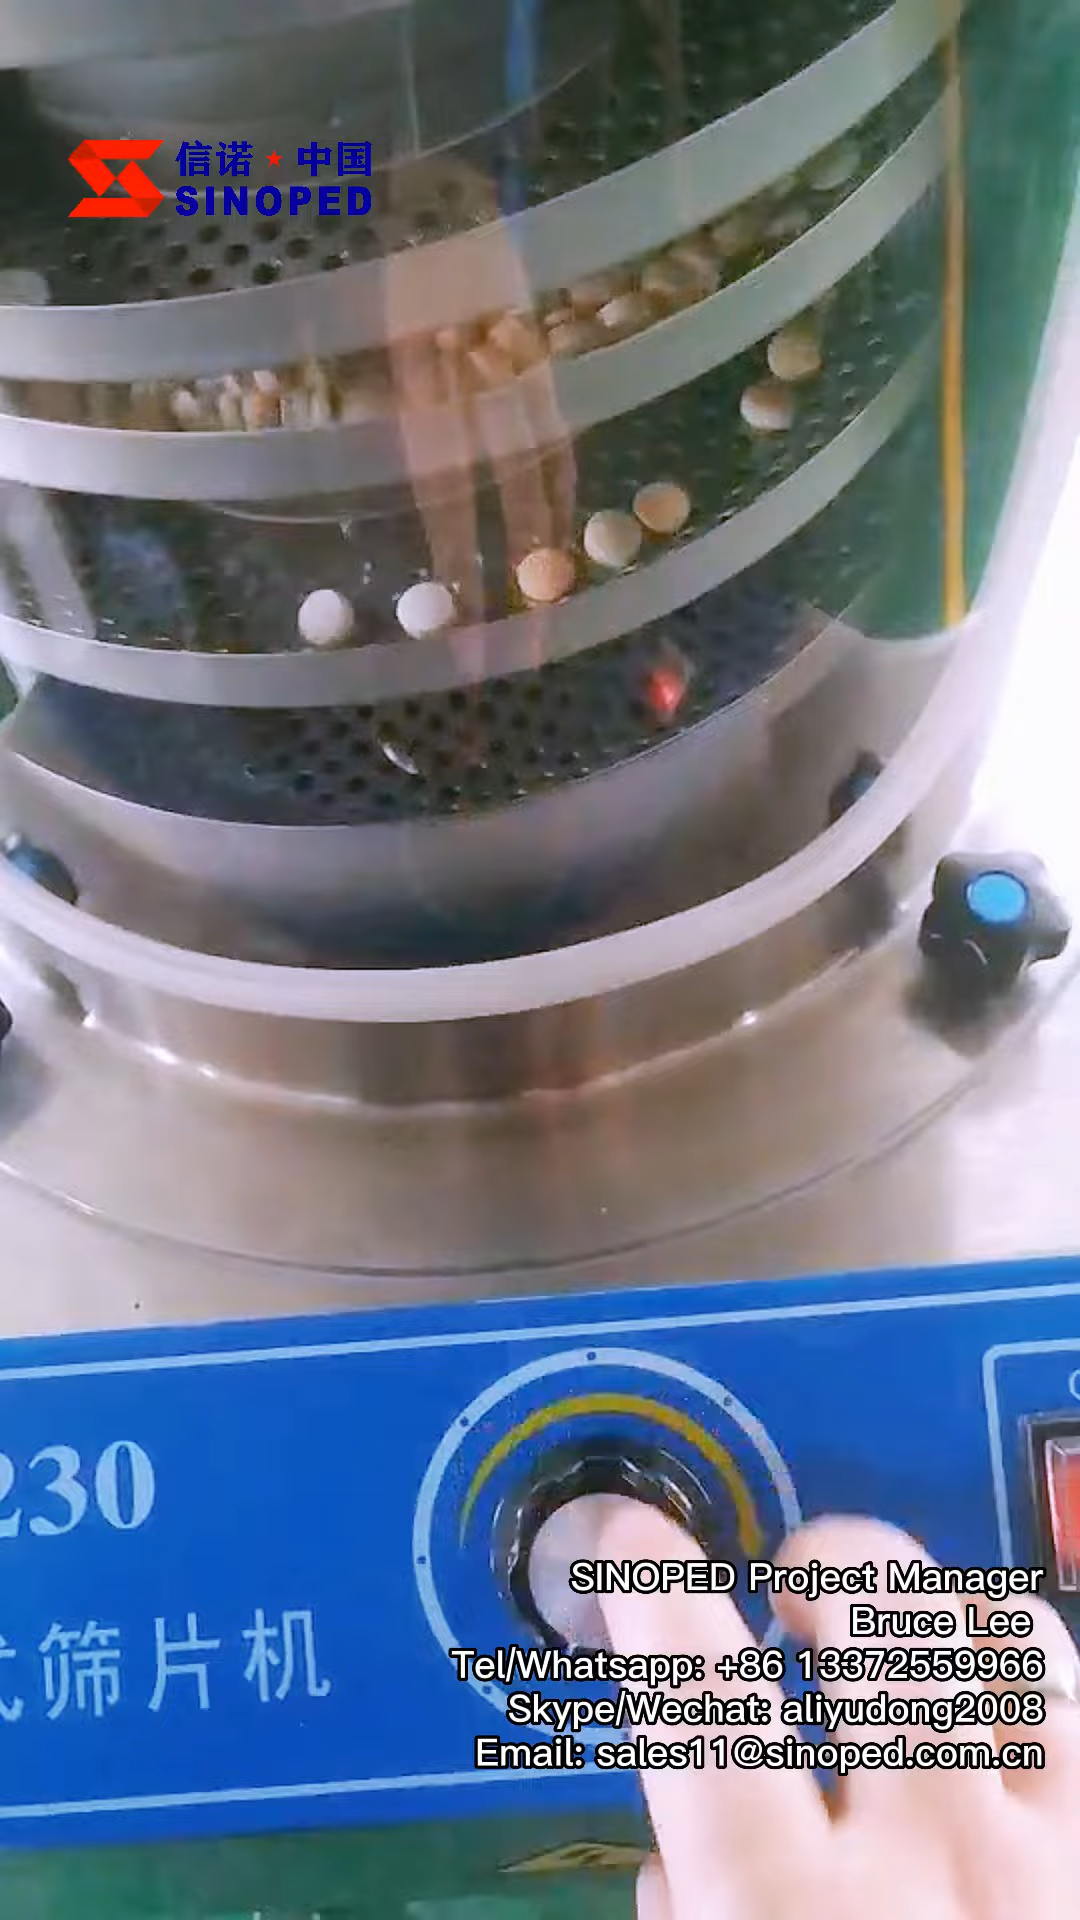 信诺★中国
SINOPED
230
筛片机
SINOPED Project Manager
Bruce Lee
Tel/Whatsapp: +86 13372559966
Skype/Wechat: aliyudong2008
Email: sales11@sinoped.com.cn